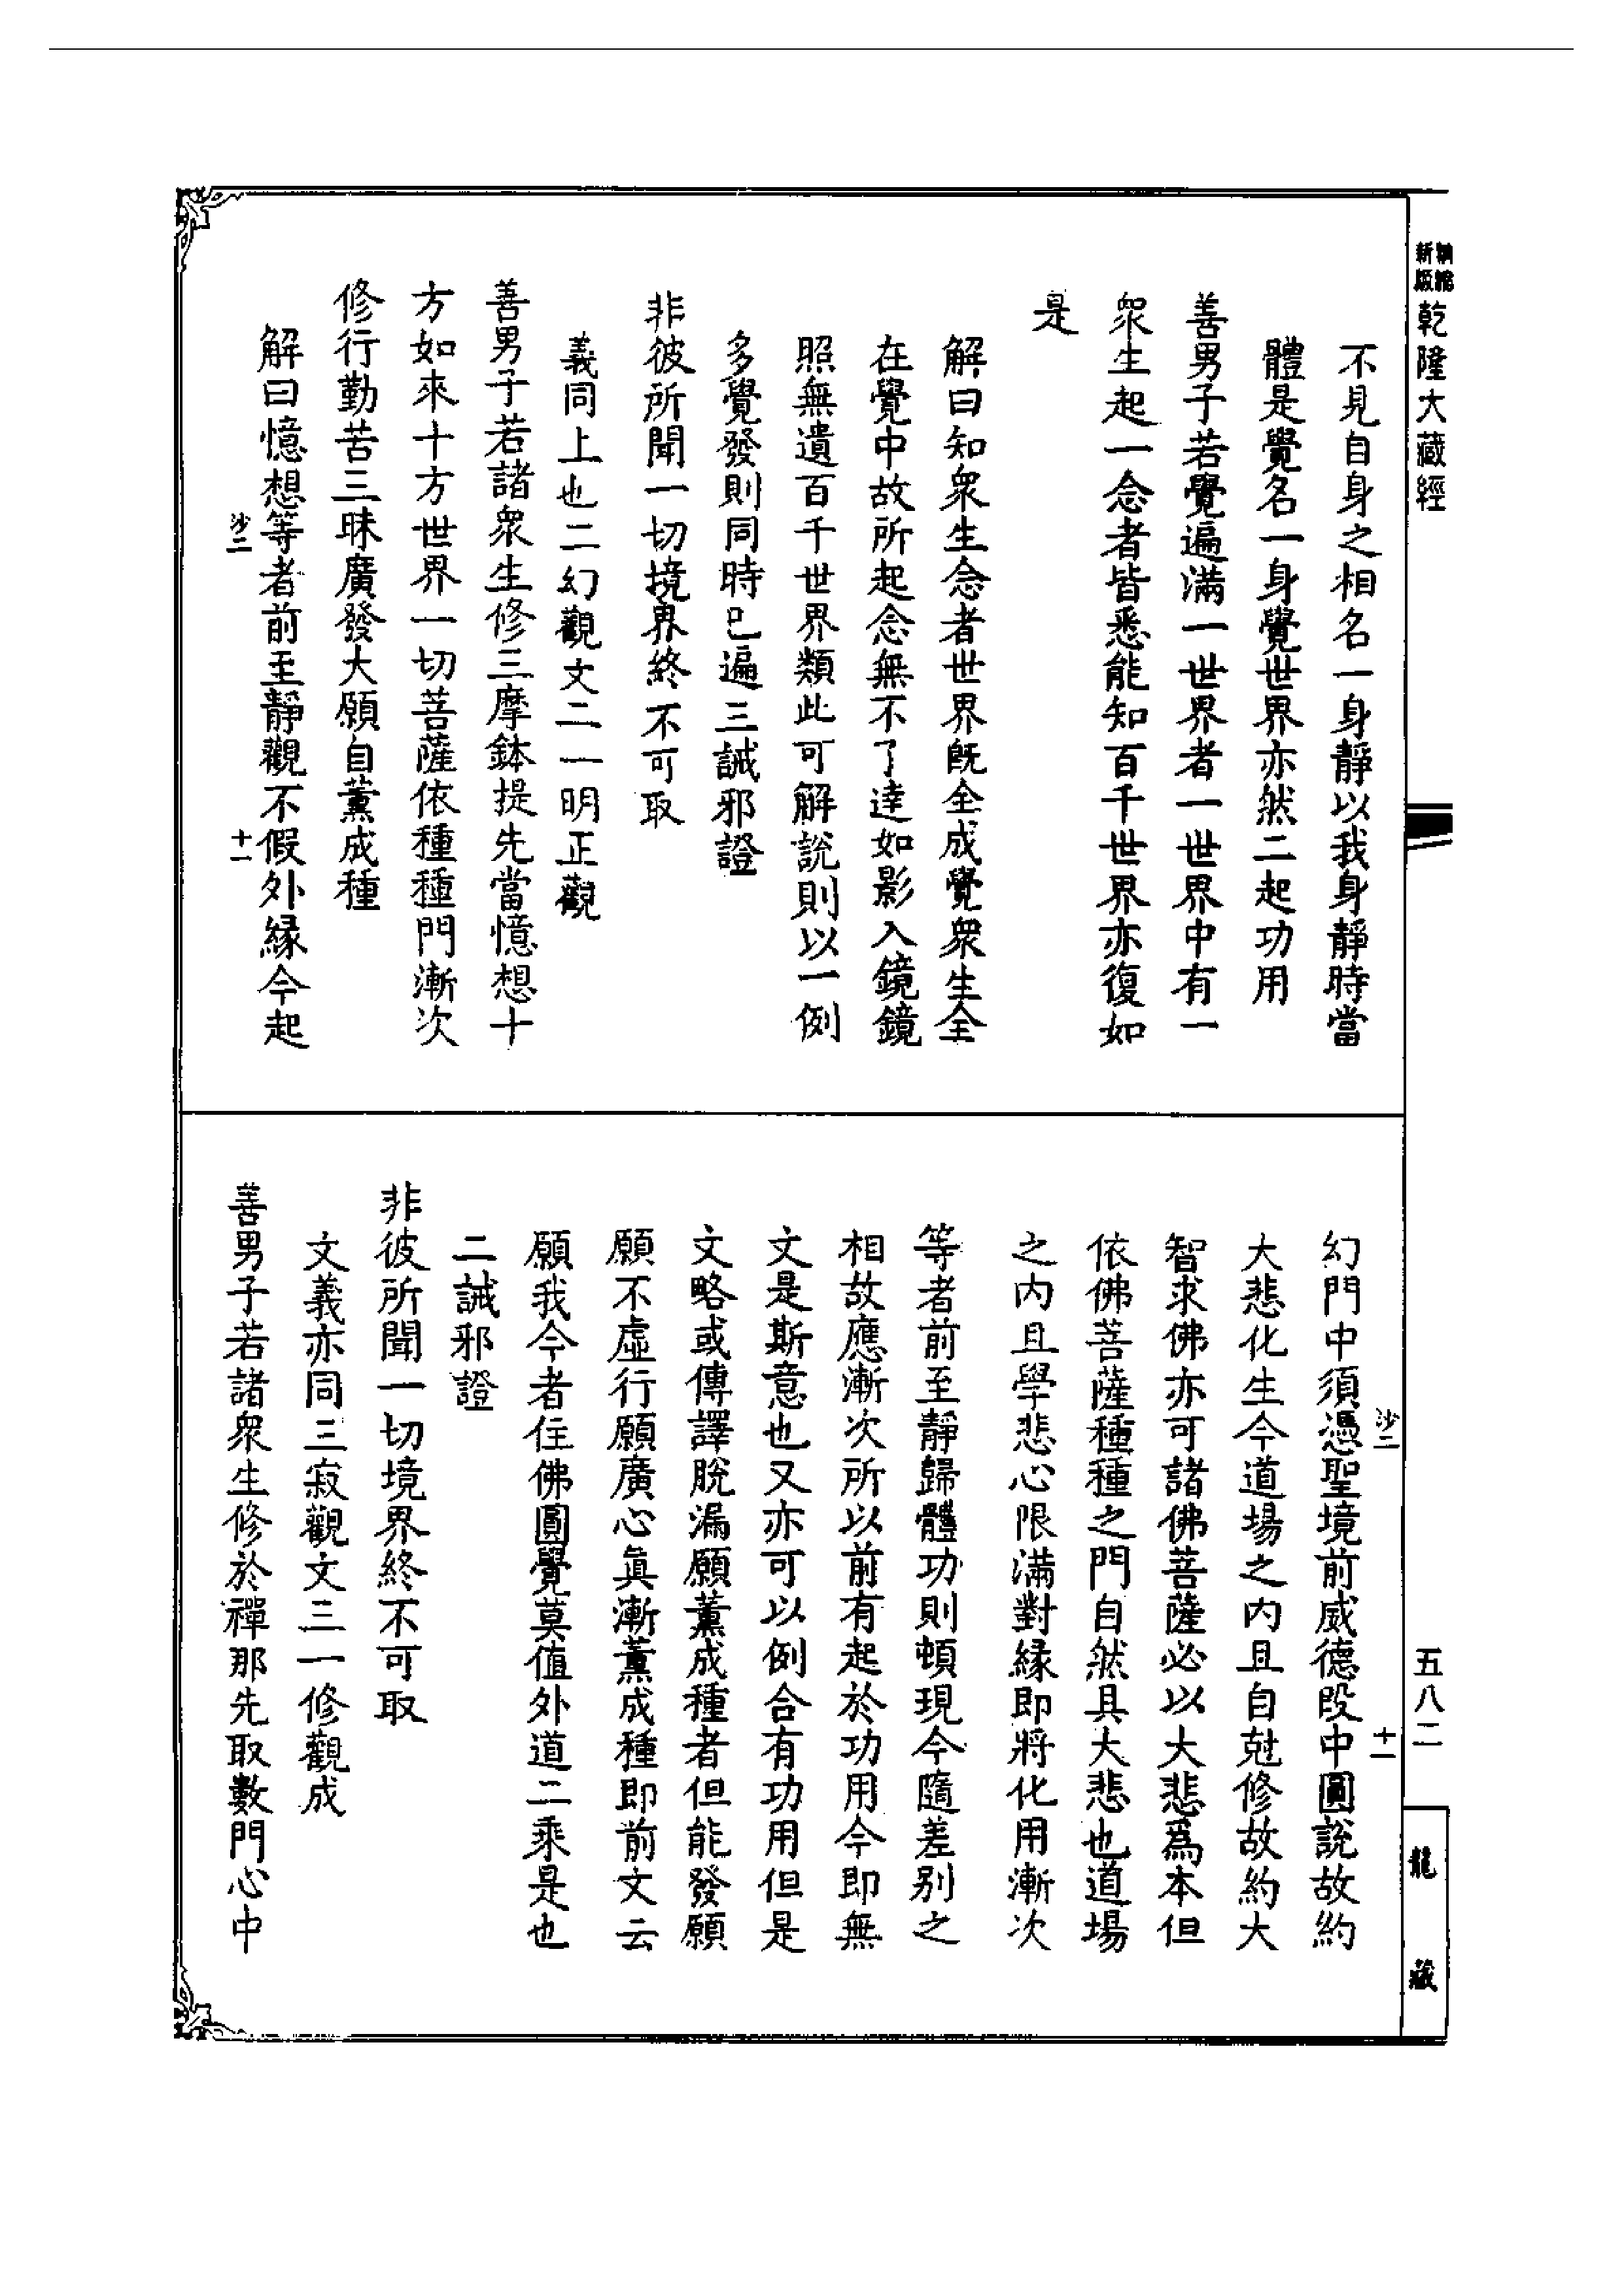 新版精縮
乾隆大藏經
不見自身之相名一身靜以我身靜時當
體是覺名一身覺世界亦然二起功用
善男子若覺遍滿一世界者一世界中有一
衆生起一念者皆悉能知百千世界亦復如
是
解曰知衆生念者世界旣全成覺衆生全
在覺中故所起念無不了達如影入鏡鏡
照無遺百千世界類此可解說則以一例
多覺發則同時已遍三誡邪證
非彼所聞一切境界終不可取
義同上也二幻觀文二一明正觀
善男子若諸衆生修三摩鉢提先當憶想十
方如來十方世界一切菩薩依種種門漸次
修行勤苦三昧廣發大願自薰成種
解曰憶想等者前至靜觀不假外緣今起
沙二 十一
幻門中須憑聖境前威德段中圓說故約
大悲化生今道場之內且自尅修故約大
智求佛亦可諸佛菩薩必以大悲爲本但
依佛菩薩種種之門自然具大悲也道場
之內且學悲心限滿對緣即將化用漸次
等者前至靜歸體功則頓現今隨差別之
相故應漸次所以前有起於功用今即無
文是斯意也又亦可以例合有功用但是
文略或傳譯脫漏願薰成種者但能發願
願不虛行願廣心眞漸薰成種即前文云
願我今者住佛圓覺莫值外道二乘是也
二誡邪證
非彼所聞一切境界終不可取
文義亦同三寂觀文三一修觀成
善男子若諸衆生修於禪那先取數門心中
沙二 十一
五八二
龍藏